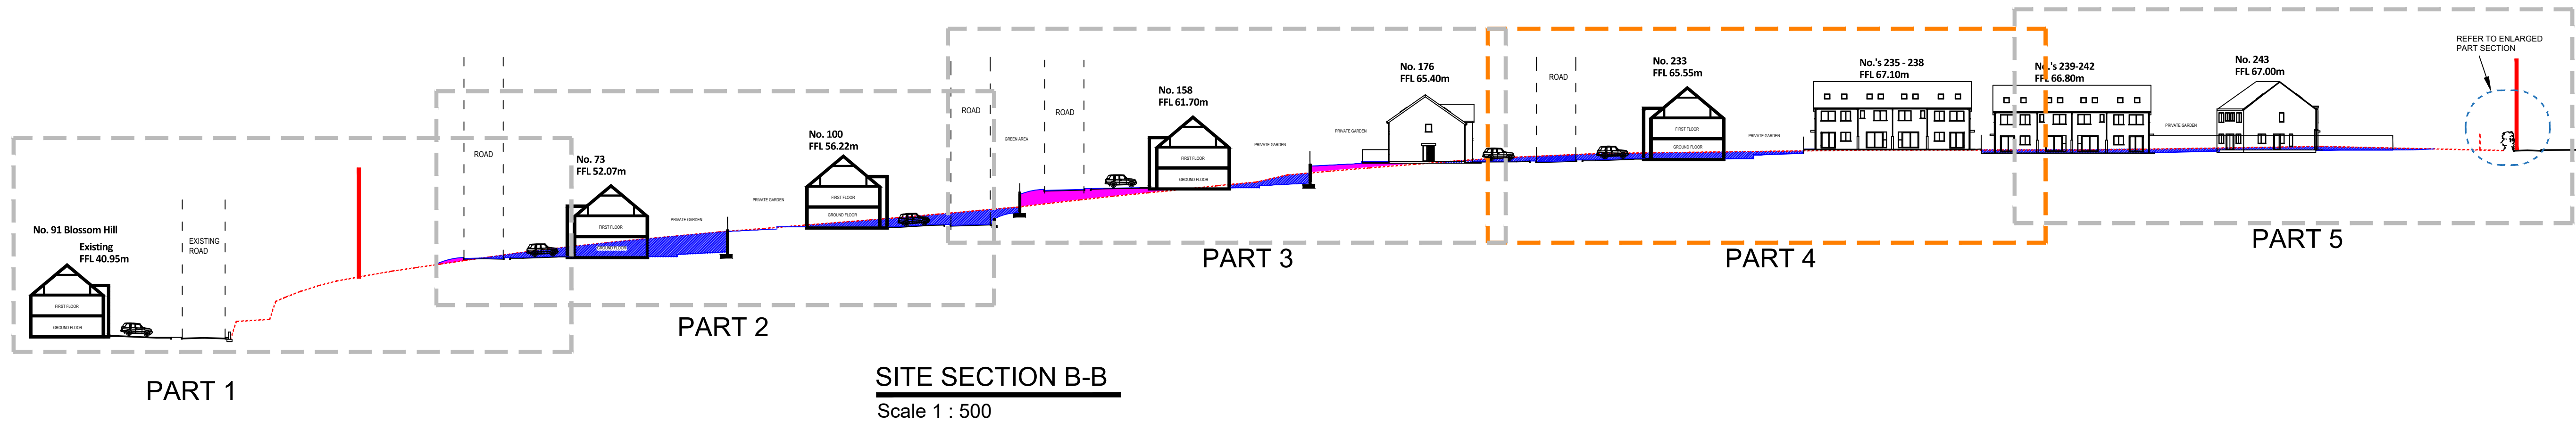 No. 91 Blossom Hill
Existing
FFL 40.95m
FIRST FLOOR
GROUND FLOOR
EXISTING
ROAD
PART 1
ROAD
No. 73
FFL 52.07m
FIRST FLOOR
GROUND FLOOR
PRIVATE GARDEN
PRIVATE GARDEN
No. 100
FFL 56.22m
FIRST FLOOR
GROUND FLOOR
PART 2
ROAD
GREEN AREA
ROAD
No. 158
FFL 61.70m
FIRST FLOOR
GROUND FLOOR
PRIVATE GARDEN
PRIVATE GARDEN
No. 176
FFL 65.40m
PART 3
ROAD
No. 233
FFL 65.55m
FIRST FLOOR
GROUND FLOOR
PRIVATE GARDEN
No.'s 235 - 238
FFL 67.10m
PART 4
No.'s 239-242
FFL 66.80m
PRIVATE GARDEN
No. 243
FFL 67.00m
REFER TO ENLARGED
PART SECTION
PART 5
SITE SECTION B-B
Scale 1 : 500